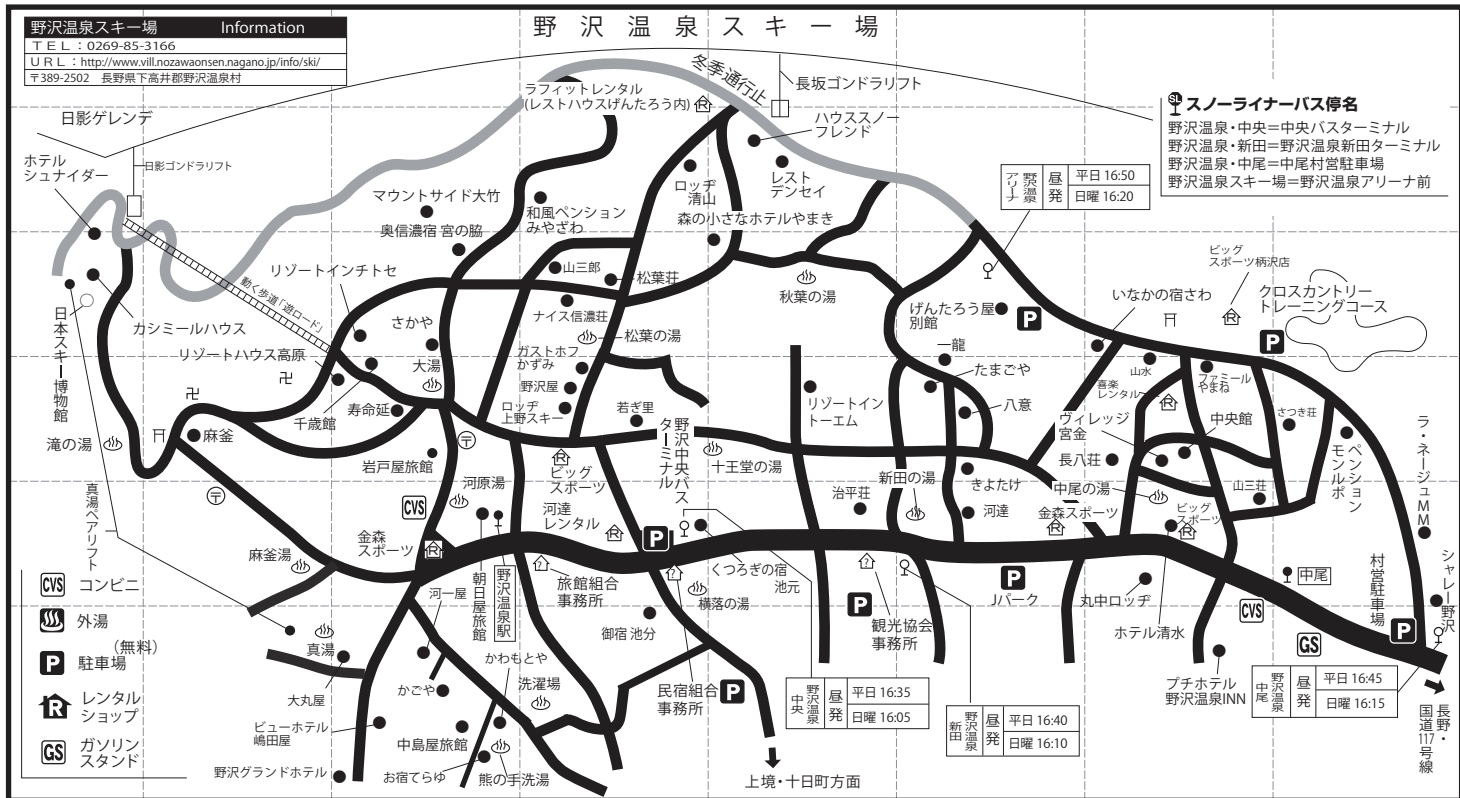 野沢温泉スキー場
野沢温泉スキー場 Information
TEL:0269-85-3166
URL:http://www.vill.nozawaonsen.nagano.jp/info/ski/
〒389-2502 長野県下高井郡野沢温泉村
SL スノーライナーバス停名
野沢温泉・中央=中央バスターミナル
野沢温泉・新田=野沢温泉新田ターミナル
野沢温泉・中尾=中尾村営駐車場
野沢温泉スキー場=野沢温泉アリーナ前
冬季通行止
長坂ゴンドラリフト
ラフィットレンタル
(レストハウスげんたろう内)
ハウススノー
フレンド
日影ゲレンデ
ホテル
シュナイダー
日影ゴンドラリフト
マウントサイド大竹
奥信濃宿 宮の脇
和風ペンション
みやざわ
ロッヂ
清山
レスト
デンセイ
森の小さなホテルやまき
野沢温泉
アリーナ
昼発
平日 16:50
日曜 16:20
リゾートインチトセ
動く歩道「遊ロード」
山三郎
松葉荘
ナイス信濃荘
松葉の湯
秋葉の湯
げんたろう屋
別館
P
いなかの宿さわ
ビッグ
スポーツ柄沢店
R
クロスカントリー
トレーニングコース
P
日本スキー博物館
カシミールハウス
リゾートハウス高原
さかや
大湯
ガストホフ
かずみ
野沢屋
ロッヂ
上野スキー
若ぎ里
一龍
たまごや
八意
リゾートイン
トーエム
山水
喜楽
レンタル
R
ファミール
やまね
ヴィレッジ
宮金
中央館
さつき荘
ペンション
モンルポ
ラ・ネージュMM
滝の湯
麻釜
千歳館
寿命延
岩戸屋旅館
河原湯
R
ビッグ
スポーツ
野沢中央バス
ターミナル
十王堂の湯
新田の湯
きよたけ
長八荘
中尾の湯
山三荘
真湯ペアリフト
〒
〒
CVS
金森
スポーツ
R
河達
レンタル
R
P
治平荘
河達
金森スポーツ
R
ビッグ
スポーツ
R
麻釜湯
河一屋
朝日屋旅館
野沢温泉駅
?
旅館組合
事務所
?
くつろぎの宿
池元
横落の湯
御宿 池分
P
?
観光協会
事務所
P
Jパーク
丸中ロッヂ
ホテル清水
中尾
CVS
GS
村営駐車場
P
シャレー野沢
CVS コンビニ
外湯
(無料)
P 駐車場
R レンタル
ショップ
GS ガソリン
スタンド
真湯
大丸屋
かわもとや
洗濯場
かごや
ビューホテル
嶋田屋
中島屋旅館
野沢グランドホテル
お宿てらゆ
熊の手洗湯
民宿組合
事務所
P
上境・十日町方面
野沢温泉
中央
昼発
平日 16:35
日曜 16:05
野沢温泉
新田
昼発
平日 16:40
日曜 16:10
プチホテル
野沢温泉INN
野沢温泉
中尾
昼発
平日 16:45
日曜 16:15
長野・
国道117号線